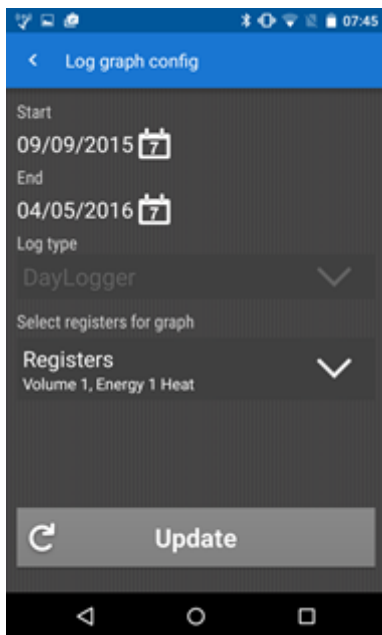 07:45
Log graph config
Start
09/09/2015 7
End
04/05/2016 7
Log type
DayLogger
Select registers for graph
Registers
Volume 1, Energy 1 Heat
Update